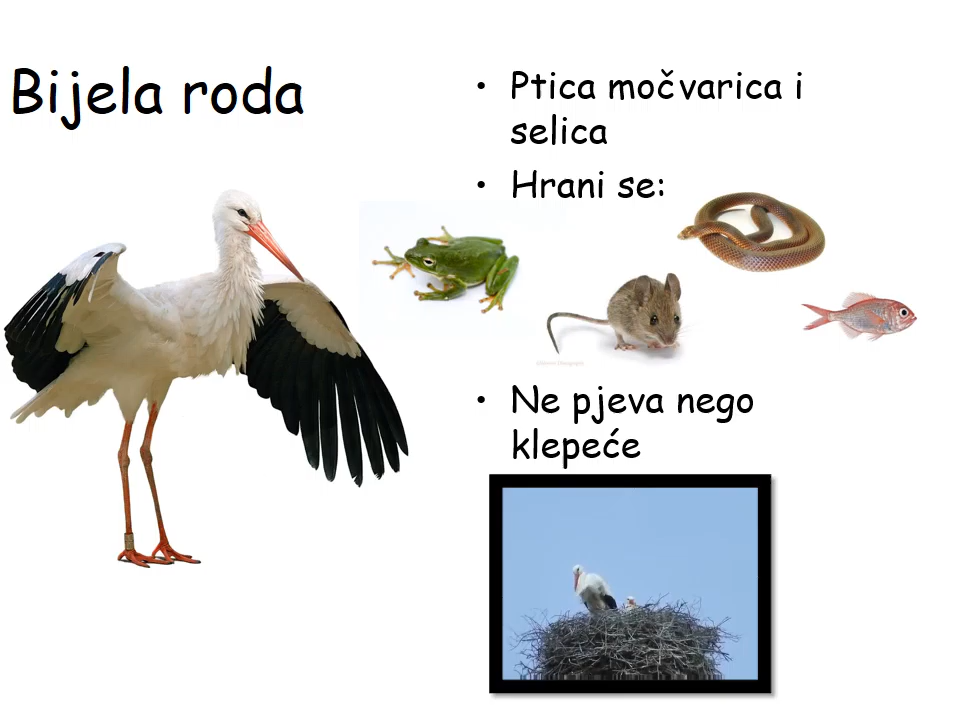 Bijela roda
• Ptica močvarica i
selica
• Hrani se:
• Ne pjeva nego
klepeće